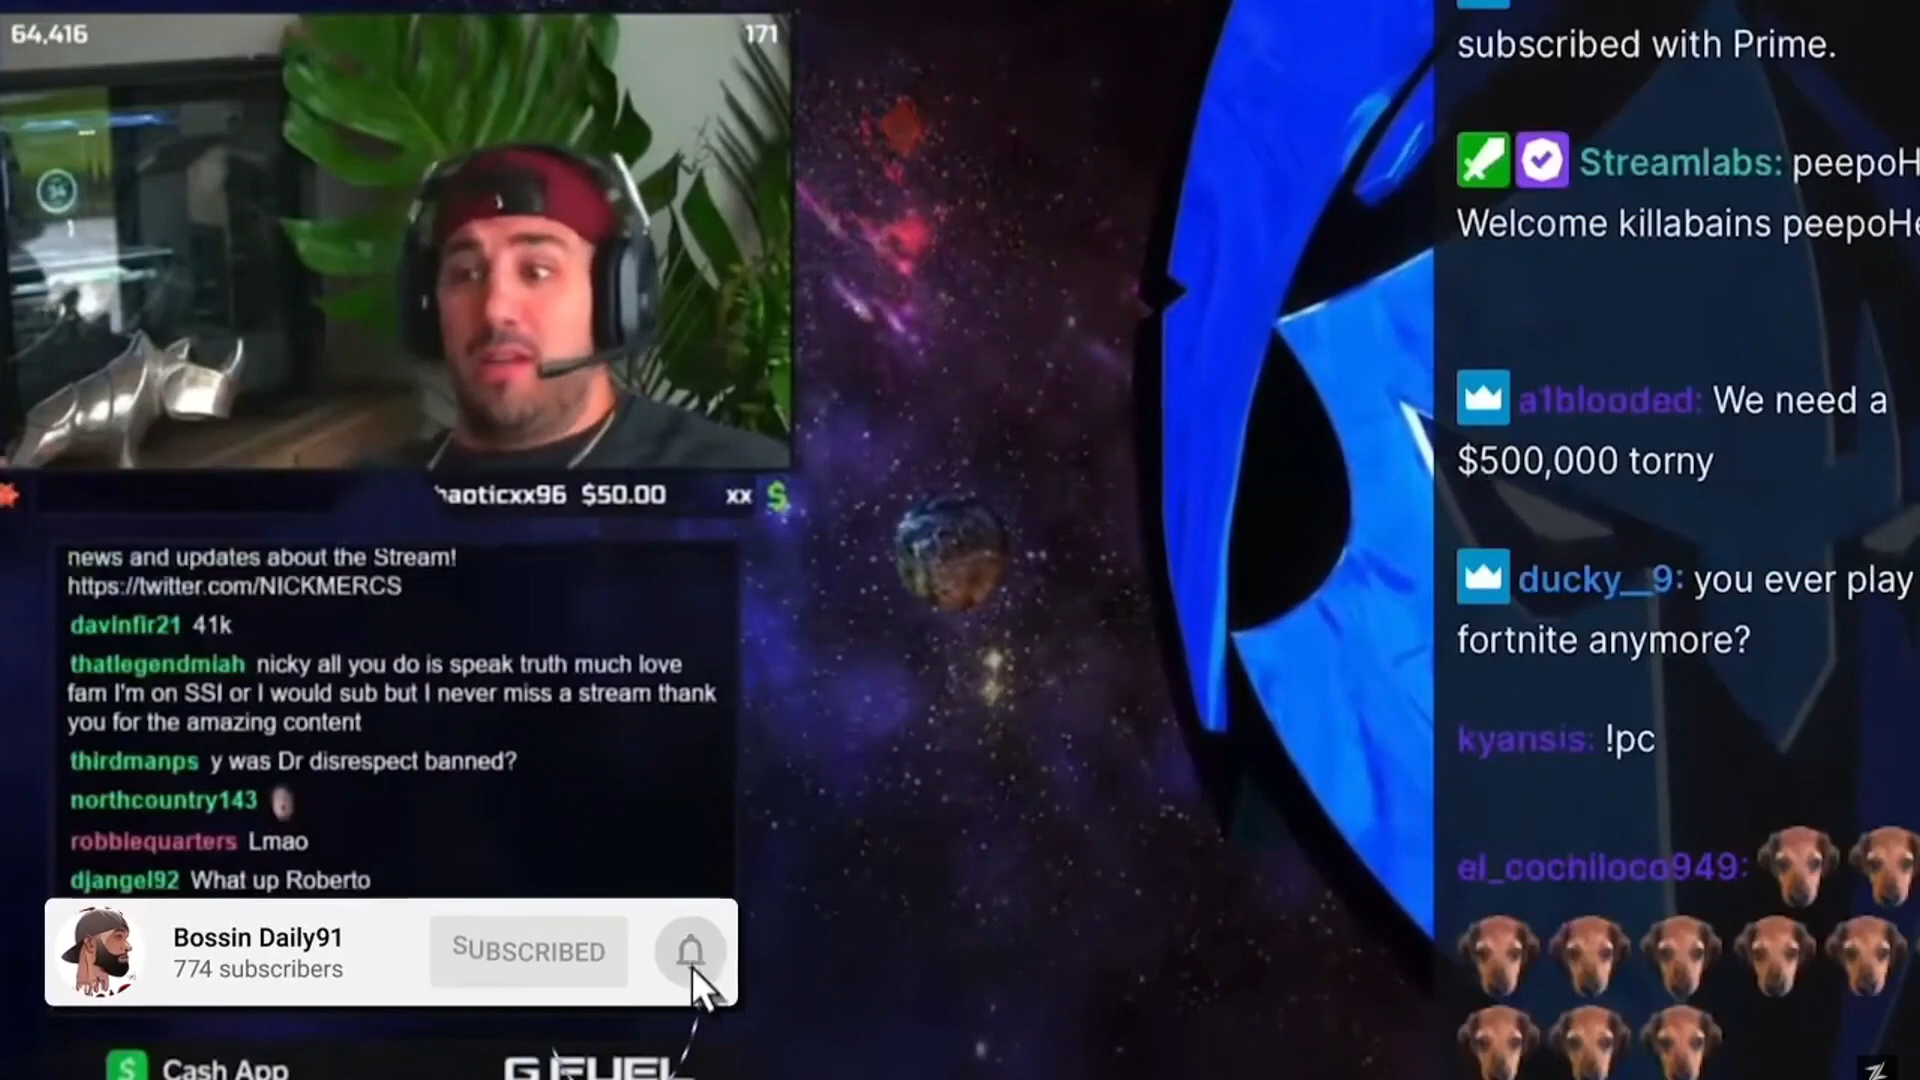 64,416
171
haoticxx96 $50.00
xx
news and updates about the Stream!
https://twitter.com/NICKMERCS
davinfir21 41k
thatlegendmiah nicky all you do is speak truth much love
fam I'm on SSI or I would sub but I never miss a stream thank
you for the amazing content
thirdmanps y was Dr disrespect banned?
northcountry143
robblequarters Lmao
djangel92 What up Roberto
Bossin Daily91
774 subscribers
SUBSCRIBED
$ Cash App
G FUEL
subscribed with Prime.
Streamlabs: peepoH
Welcome killabains peepoHe
a1blooded: We need a
$500,000 torny
ducky__9: you ever play
fortnite anymore?
kyansis: !pc
el_cochiloco949: